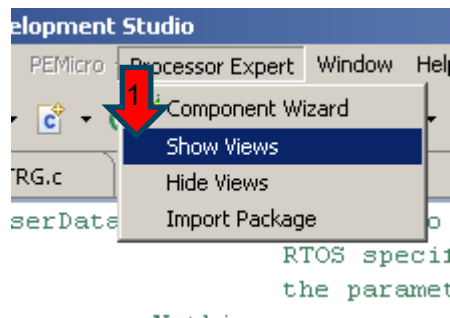 elopment Studio
PEMicro Processor Expert Window Help
1
Component Wizard
Show Views
TRG.c
Hide Views
Import Package
serData
RTOS specif
the paramet